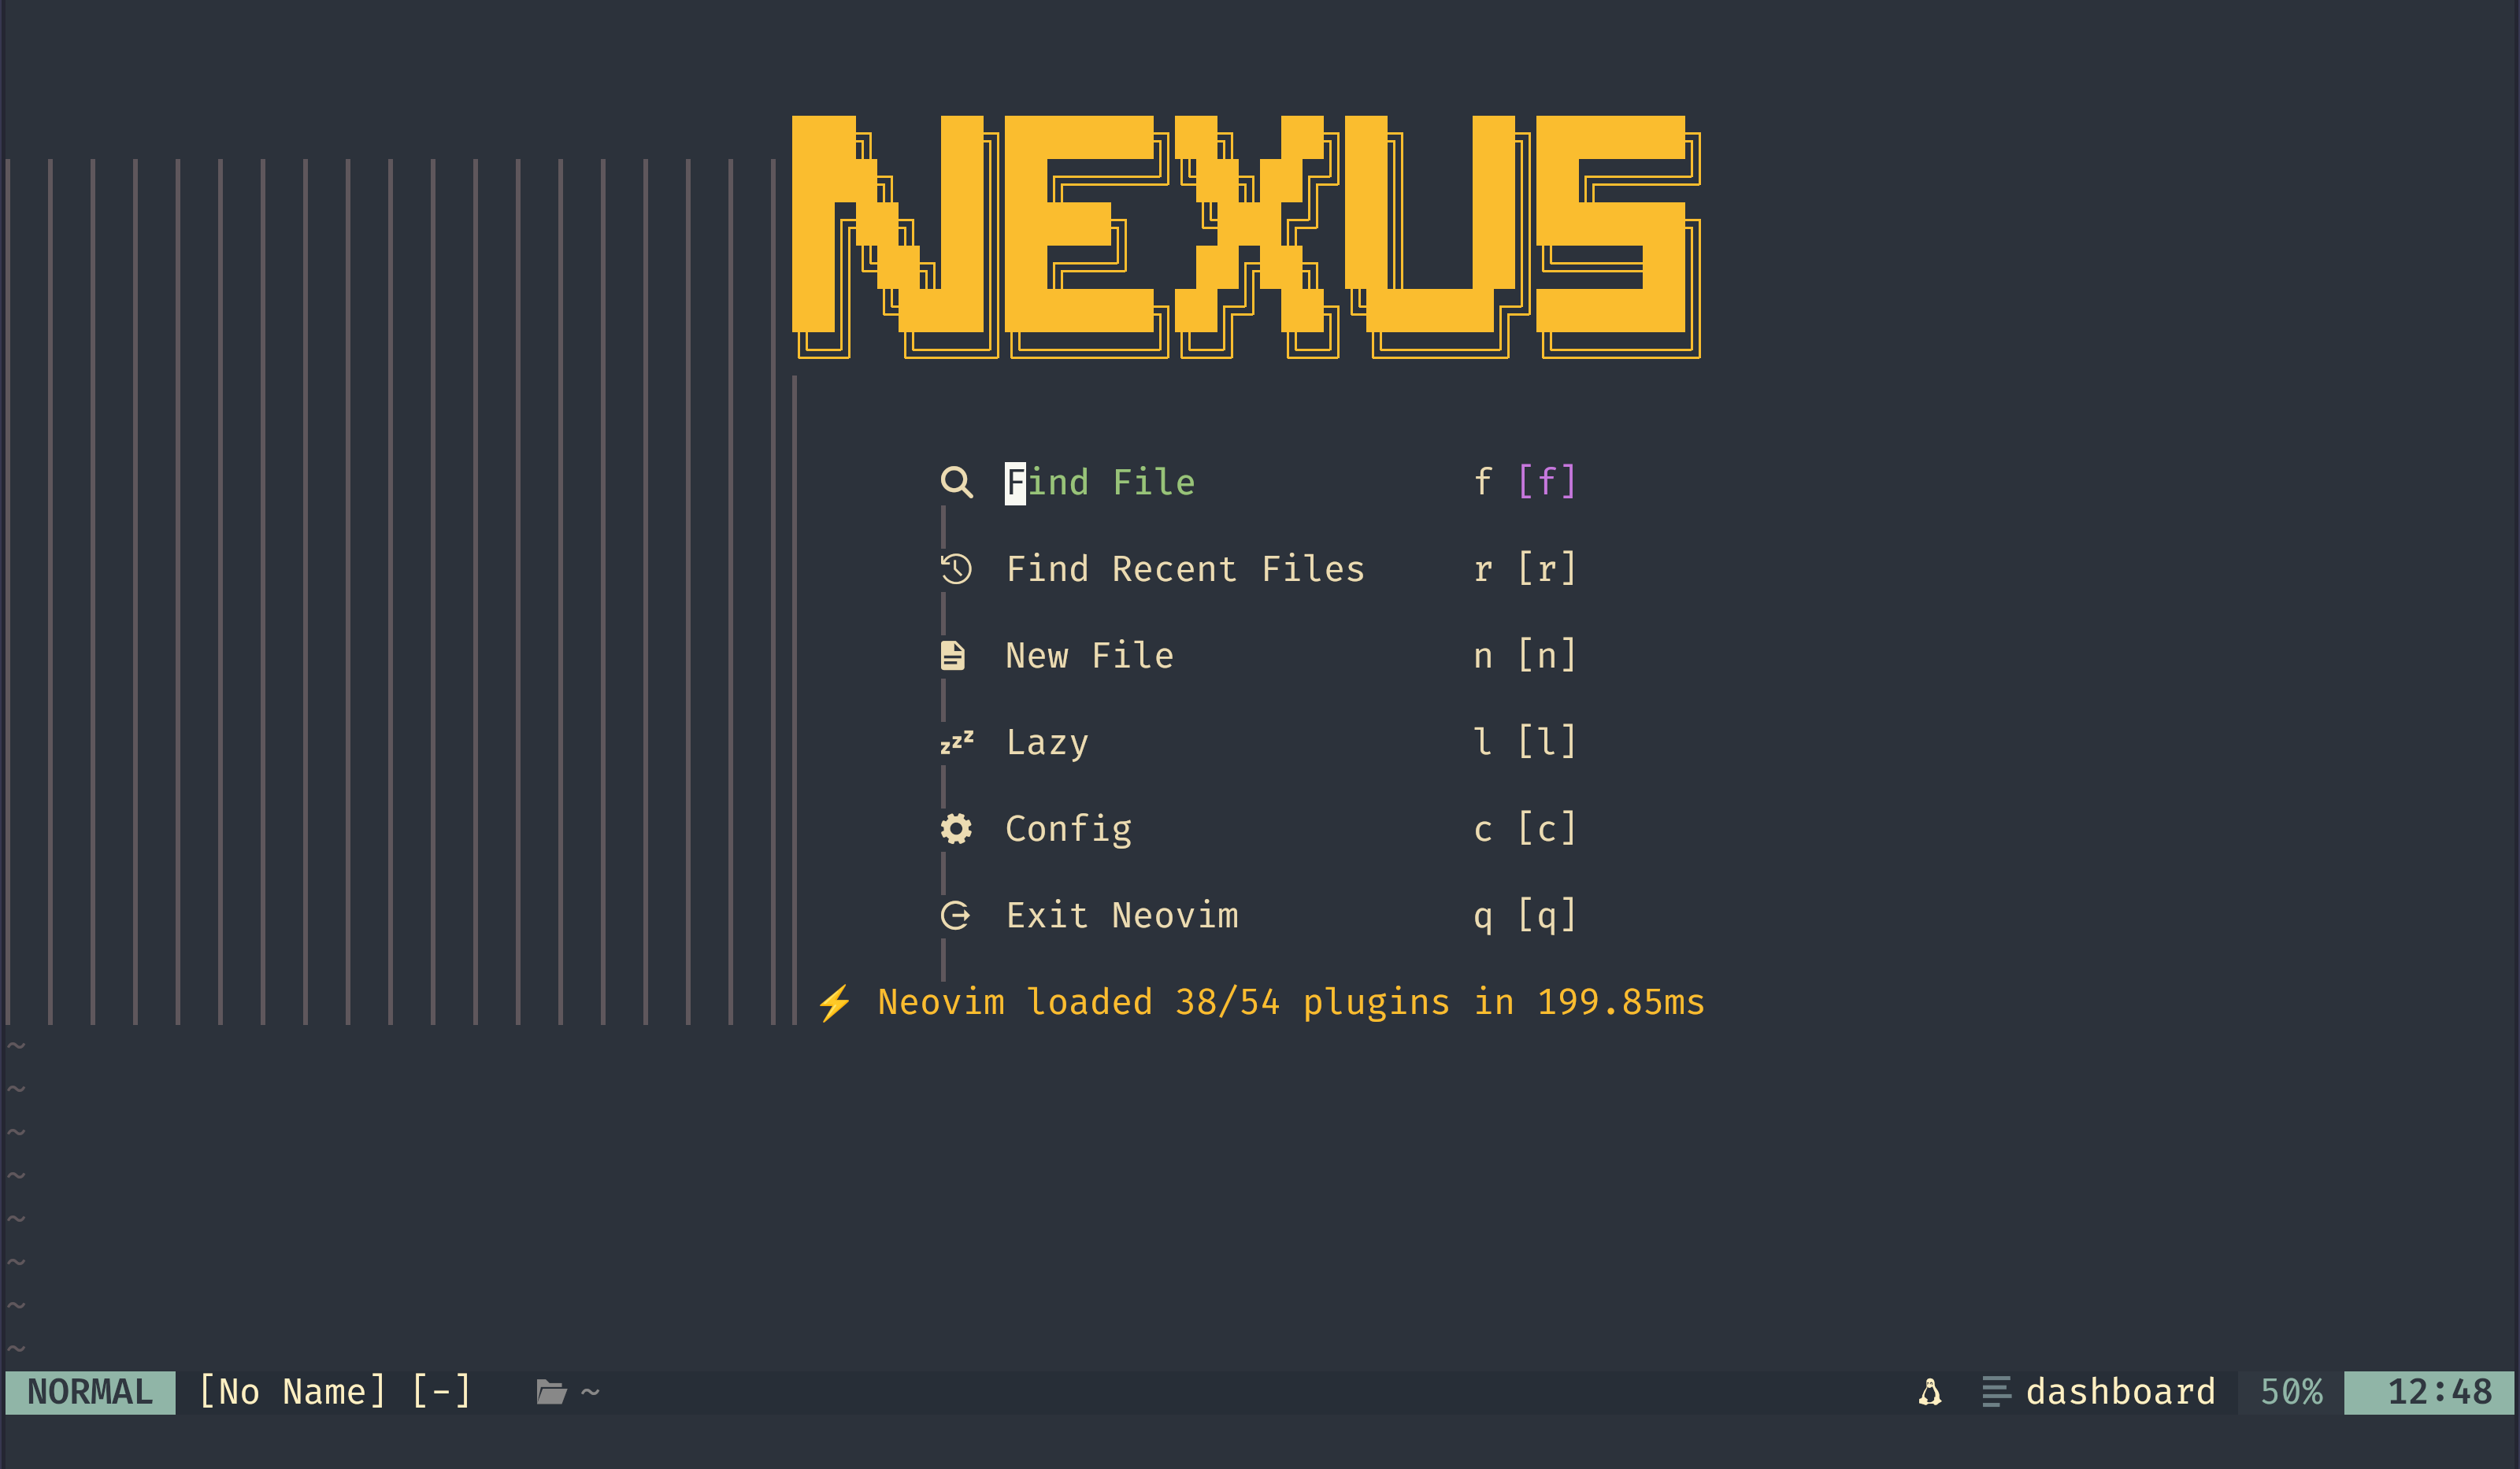 NEXUS
Find File f [f]
Find Recent Files r [r]
New File n [n]
zzz Lazy l [l]
Config c [c]
Exit Neovim q [q]
⚡ Neovim loaded 38/54 plugins in 199.85ms
~
~
~
~
~
~
~
~
NORMAL [No Name] [-] ~ dashboard 50% 12:48